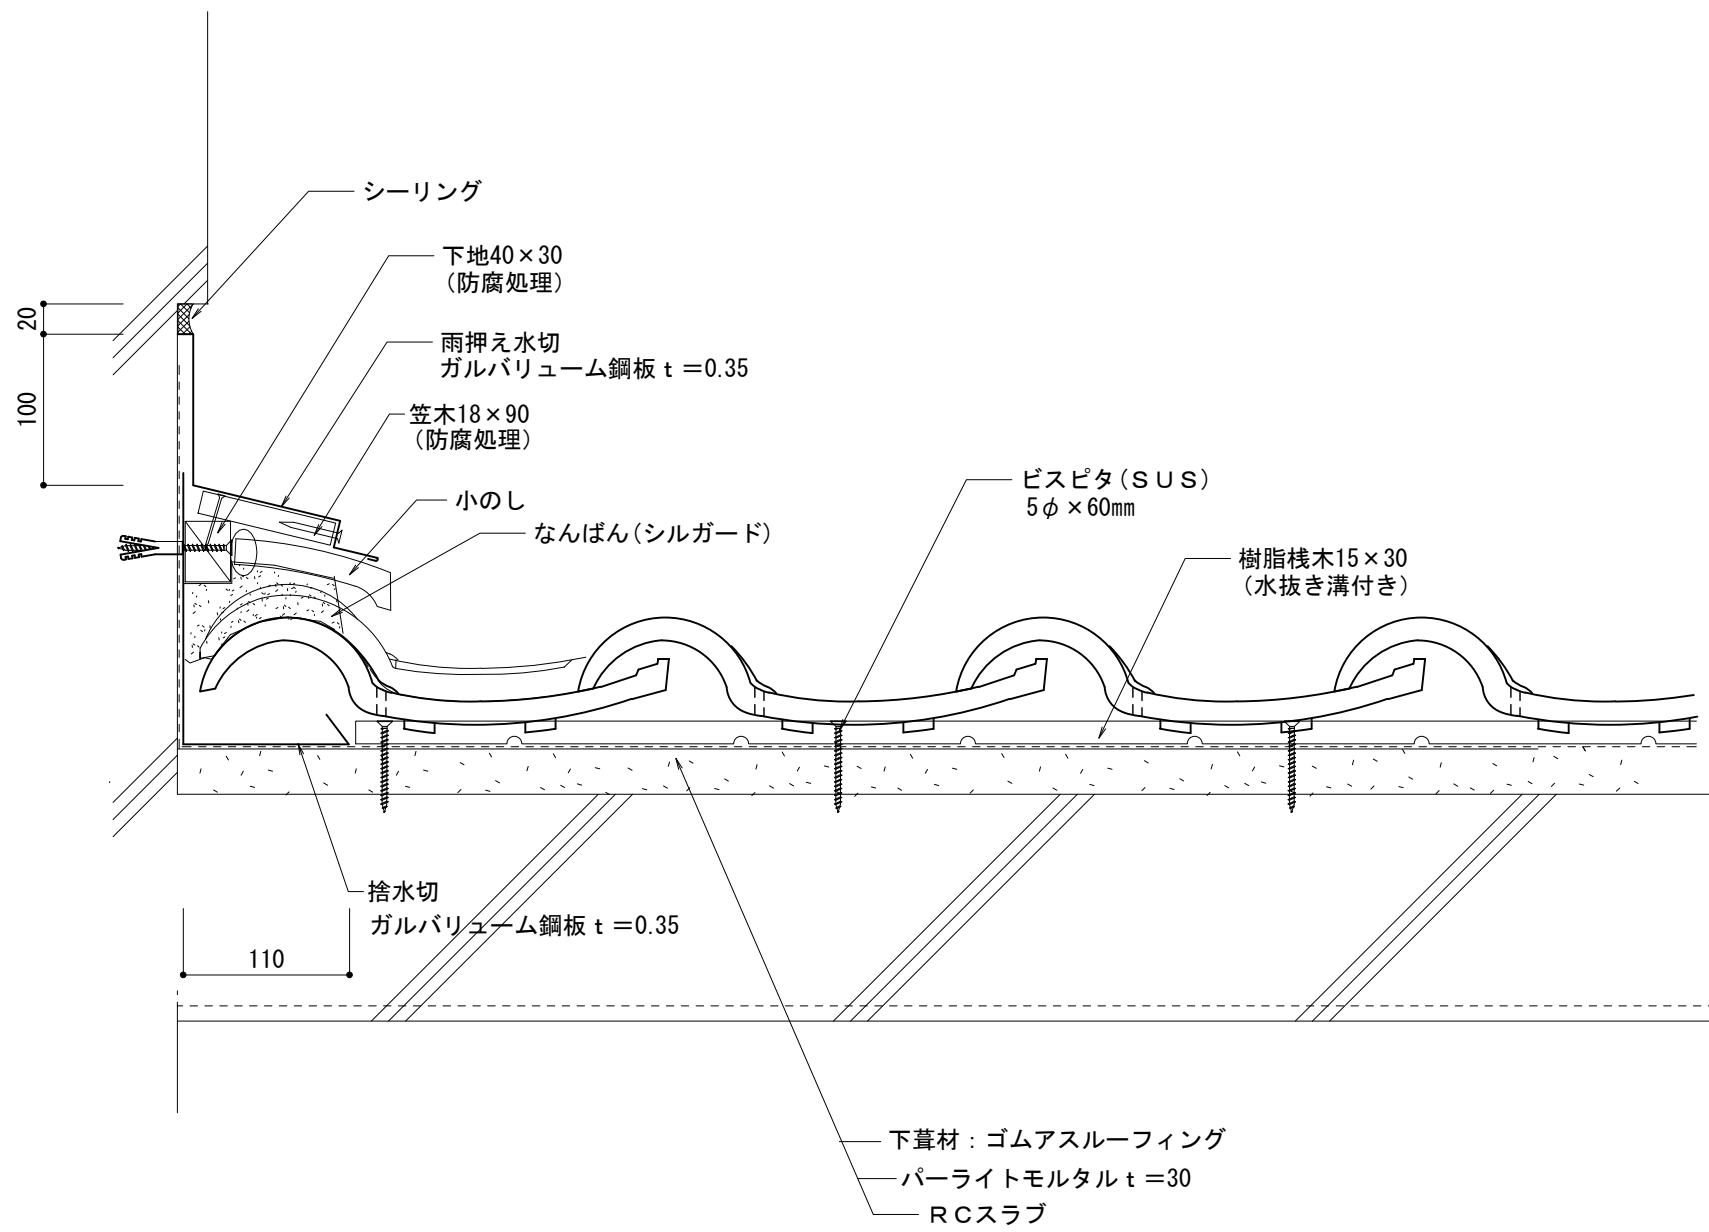 シーリング
下地40×30
(防腐処理)
20
雨押え水切
ガルバリューム鋼板ｔ＝0.35
100
笠木18×90
(防腐処理)
小のし
なんばん(シルガード)
ビスピタ(ＳＵＳ)
5φ×60㎜
樹脂桟木15×30
(水抜き溝付き)
捨水切
ガルバリューム鋼板ｔ＝0.35
110
下葺材：ゴムアスルーフィング
パーライトモルタルｔ＝30
ＲＣスラブ